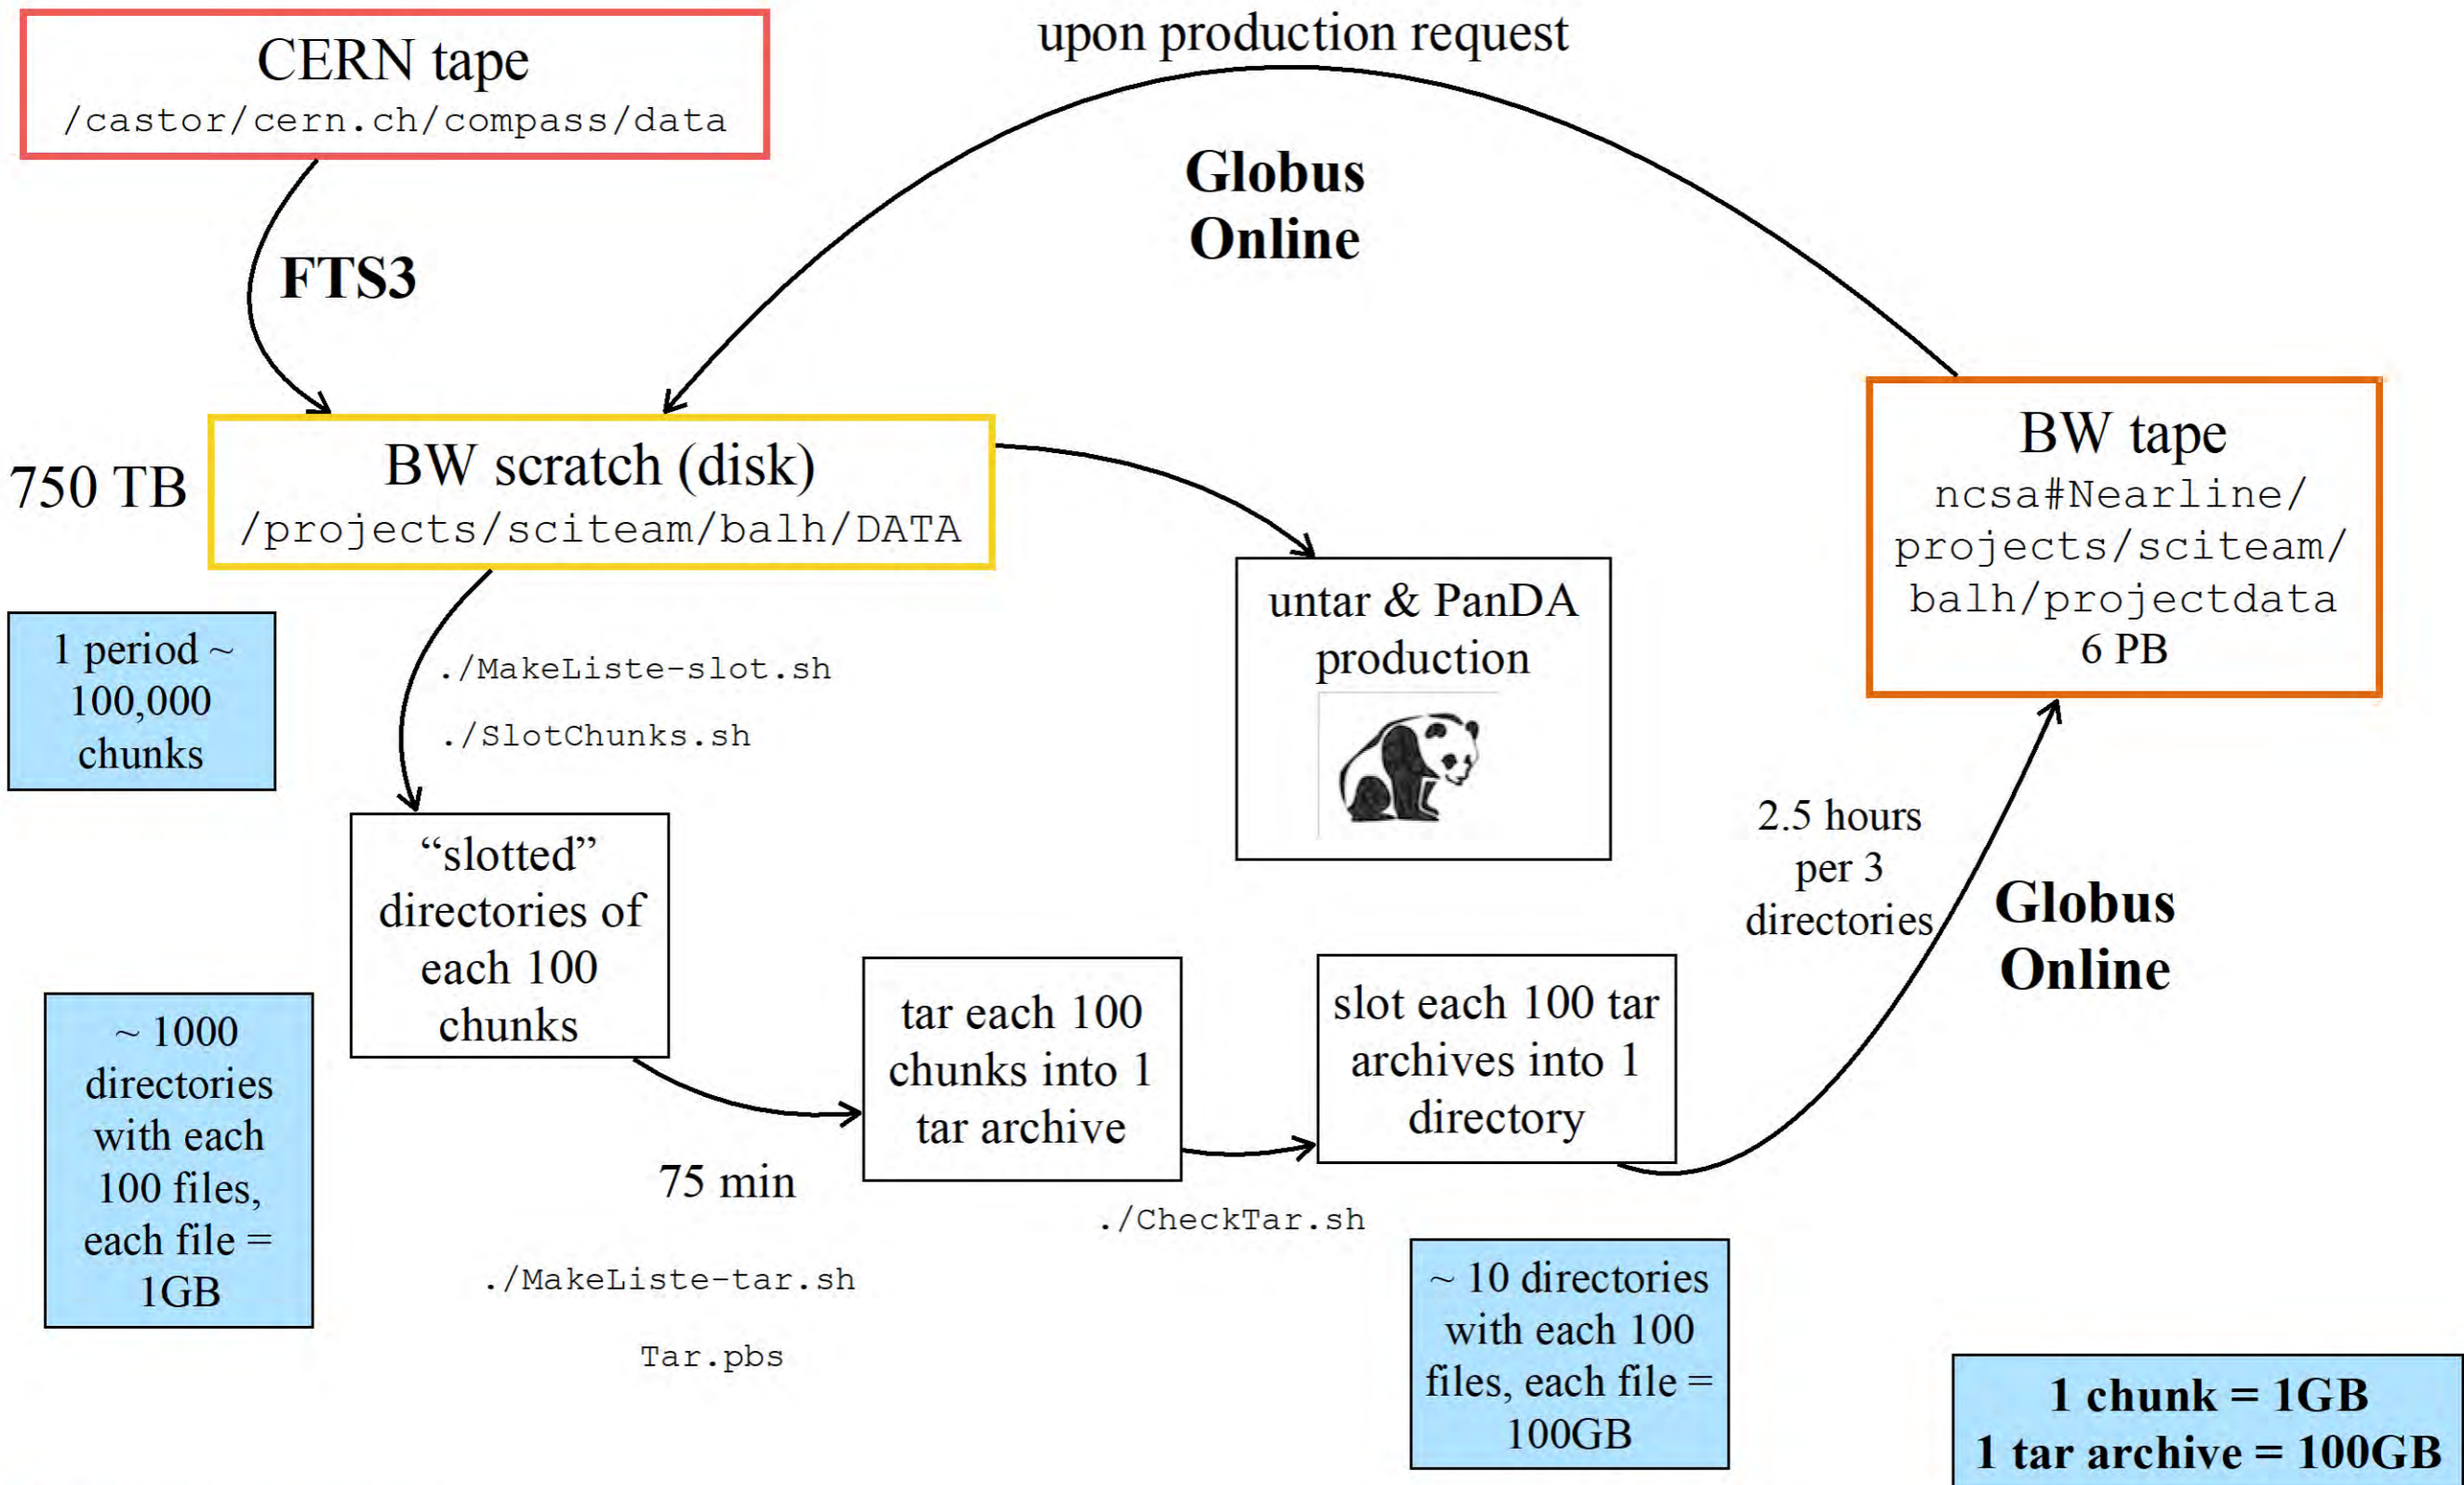 CERN tape
/castor/cern.ch/compass/data
upon production request
Globus
Online
FTS3
750 TB
BW scratch (disk)
/projects/sciteam/balh/DATA
BW tape
ncsa#Nearline/
projects/sciteam/
balh/projectdata
6 PB
untar & PanDA
production
1 period ~
100,000
chunks
./MakeListe-slot.sh
./SlotChunks.sh
“slotted”
directories of
each 100
chunks
~ 1000
directories
with each
100 files,
each file =
1GB
75 min
./MakeListe-tar.sh
Tar.pbs
tar each 100
chunks into 1
tar archive
./CheckTar.sh
slot each 100 tar
archives into 1
directory
~ 10 directories
with each 100
files, each file =
100GB
2.5 hours
per 3
directories
Globus
Online
1 chunk = 1GB
1 tar archive = 100GB